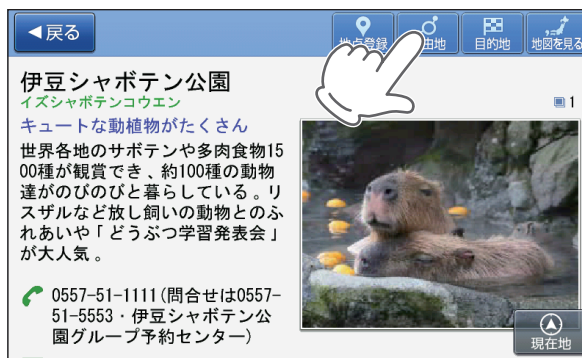 ◀戻る
地点登録
由地
目的地
地図を見る
伊豆シャボテン公園
イズシャボテンコウエン
1
キュートな動植物がたくさん
世界各地のサボテンや多肉食物15
00種が観賞でき、約100種の動物
達がのびのびと暮らしている。リ
スザルなど放し飼いの動物とのふ
れあいや「どうぶつ学習発表会」
が大人気。
0557-51-1111(問合せは0557-
51-5553・伊豆シャボテン公
園グループ予約センター)
現在地